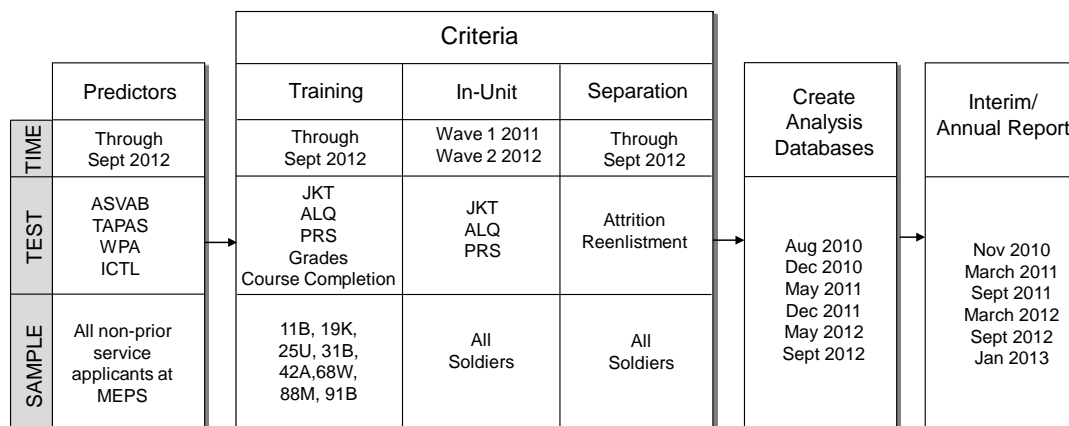 Criteria
Predictors
Training
In-Unit
Separation
Create
Analysis
Databases
Interim/
Annual Report
TIME
Through
Sept 2012
Through
Sept 2012
Wave 1 2011
Wave 2 2012
Through
Sept 2012
TEST
ASVAB
TAPAS
WPA
ICTL
JKT
ALQ
PRS
Grades
Course Completion
JKT
ALQ
PRS
Attrition
Reenlistment
SAMPLE
All non-prior
service
applicants at
MEPS
11B, 19K,
25U, 31B,
42A,68W,
88M, 91B
All
Soldiers
All
Soldiers
Aug 2010
Dec 2010
May 2011
Dec 2011
May 2012
Sept 2012
Nov 2010
March 2011
Sept 2011
March 2012
Sept 2012
Jan 2013